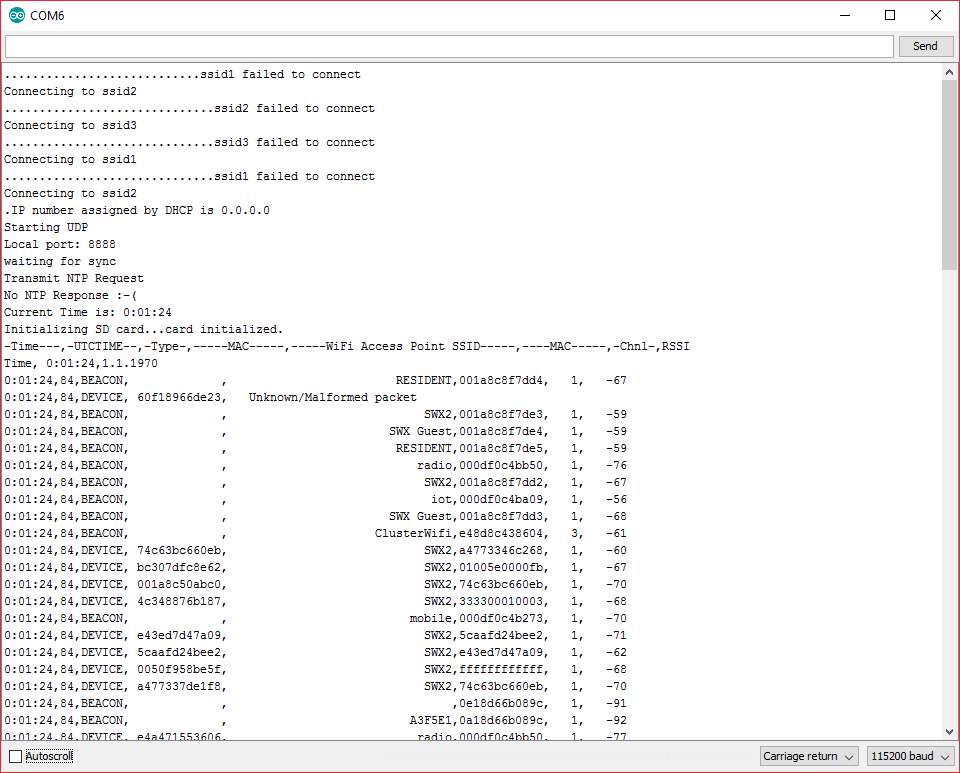 COM6
Send
............................ssid1 failed to connect
Connecting to ssid2
..............................ssid2 failed to connect
Connecting to ssid3
..............................ssid3 failed to connect
Connecting to ssid1
..............................ssid1 failed to connect
Connecting to ssid2
.IP number assigned by DHCP is 0.0.0.0
Starting UDP
Local port: 8888
waiting for sync
Transmit NTP Request
No NTP Response :-(
Current Time is: 0:01:24
Initializing SD card...card initialized.
-Time---,-UTCTIME--,-Type-,-----MAC-----,-----WiFi Access Point SSID-----,----MAC-----,-Chnl-,RSSI
Time, 0:01:24,1.1.1970
0:01:24,84,BEACON,             ,                        RESIDENT,001a8c8f7dd4,   1,   -67
0:01:24,84,DEVICE, 60f18966de23,   Unknown/Malformed packet
0:01:24,84,BEACON,             ,                            SWX2,001a8c8f7de3,   1,   -59
0:01:24,84,BEACON,             ,                       SWX Guest,001a8c8f7de4,   1,   -59
0:01:24,84,BEACON,             ,                        RESIDENT,001a8c8f7de5,   1,   -59
0:01:24,84,BEACON,             ,                           radio,000df0c4bb50,   1,   -76
0:01:24,84,BEACON,             ,                            SWX2,001a8c8f7dd2,   1,   -67
0:01:24,84,BEACON,             ,                             iot,000df0c4ba09,   1,   -56
0:01:24,84,BEACON,             ,                       SWX Guest,001a8c8f7dd3,   1,   -68
0:01:24,84,BEACON,             ,                     ClusterWifi,e48d8c438604,   3,   -61
0:01:24,84,DEVICE, 74c63bc660eb,                            SWX2,a4773346c268,   1,   -60
0:01:24,84,DEVICE, bc307dfc8e62,                            SWX2,01005e0000fb,   1,   -67
0:01:24,84,DEVICE, 001a8c50abc0,                            SWX2,74c63bc660eb,   1,   -70
0:01:24,84,DEVICE, 4c348876b187,                            SWX2,333300010003,   1,   -68
0:01:24,84,BEACON,             ,                          mobile,000df0c4b273,   1,   -70
0:01:24,84,DEVICE, e43ed7d47a09,                            SWX2,5caafd24bee2,   1,   -71
0:01:24,84,DEVICE, 5caafd24bee2,                            SWX2,e43ed7d47a09,   1,   -62
0:01:24,84,DEVICE, 0050f958be5f,                            SWX2,ffffffffffff,   1,   -68
0:01:24,84,DEVICE, a477337de1f8,                            SWX2,74c63bc660eb,   1,   -70
0:01:24,84,BEACON,             ,                                ,0e18d66b089c,   1,   -91
0:01:24,84,BEACON,             ,                          A3F5E1,0a18d66b089c,   1,   -92
0:01:24,84,DEVICE, e4a471553606,                           radio,000df0c4bb50,   1,   -77
Autoscroll
Carriage return
115200 baud